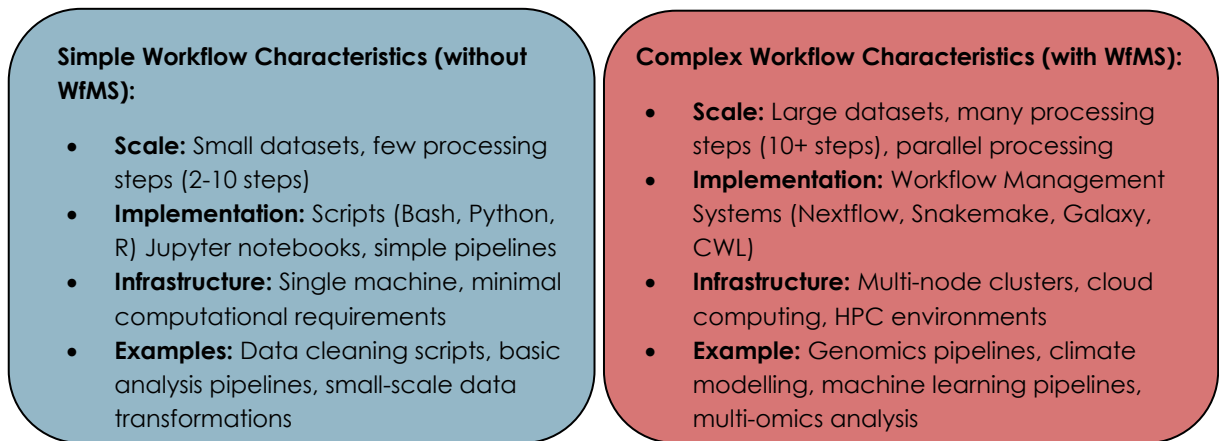 Simple Workflow Characteristics (without
WfMS):
• Scale: Small datasets, few processing
steps (2-10 steps)
• Implementation: Scripts (Bash, Python,
R) Jupyter notebooks, simple pipelines
• Infrastructure: Single machine, minimal
computational requirements
• Examples: Data cleaning scripts, basic
analysis pipelines, small-scale data
transformations
Complex Workflow Characteristics (with WfMS):
• Scale: Large datasets, many processing
steps (10+ steps), parallel processing
• Implementation: Workflow Management
Systems (Nextflow, Snakemake, Galaxy,
CWL)
• Infrastructure: Multi-node clusters, cloud
computing, HPC environments
• Example: Genomics pipelines, climate
modelling, machine learning pipelines,
multi-omics analysis